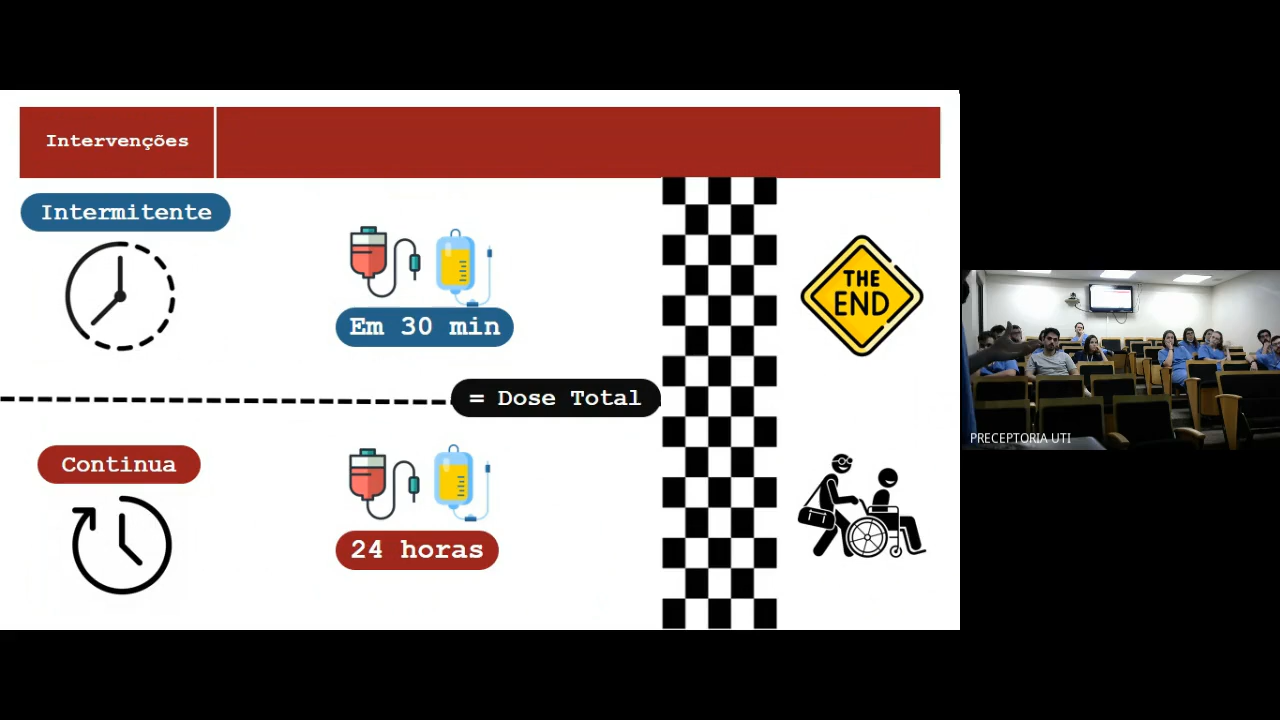 Intervenções
Intermitente
Em 30 min
THE
END
= Dose Total
Continua
24 horas
PRECEPTORIA UTI